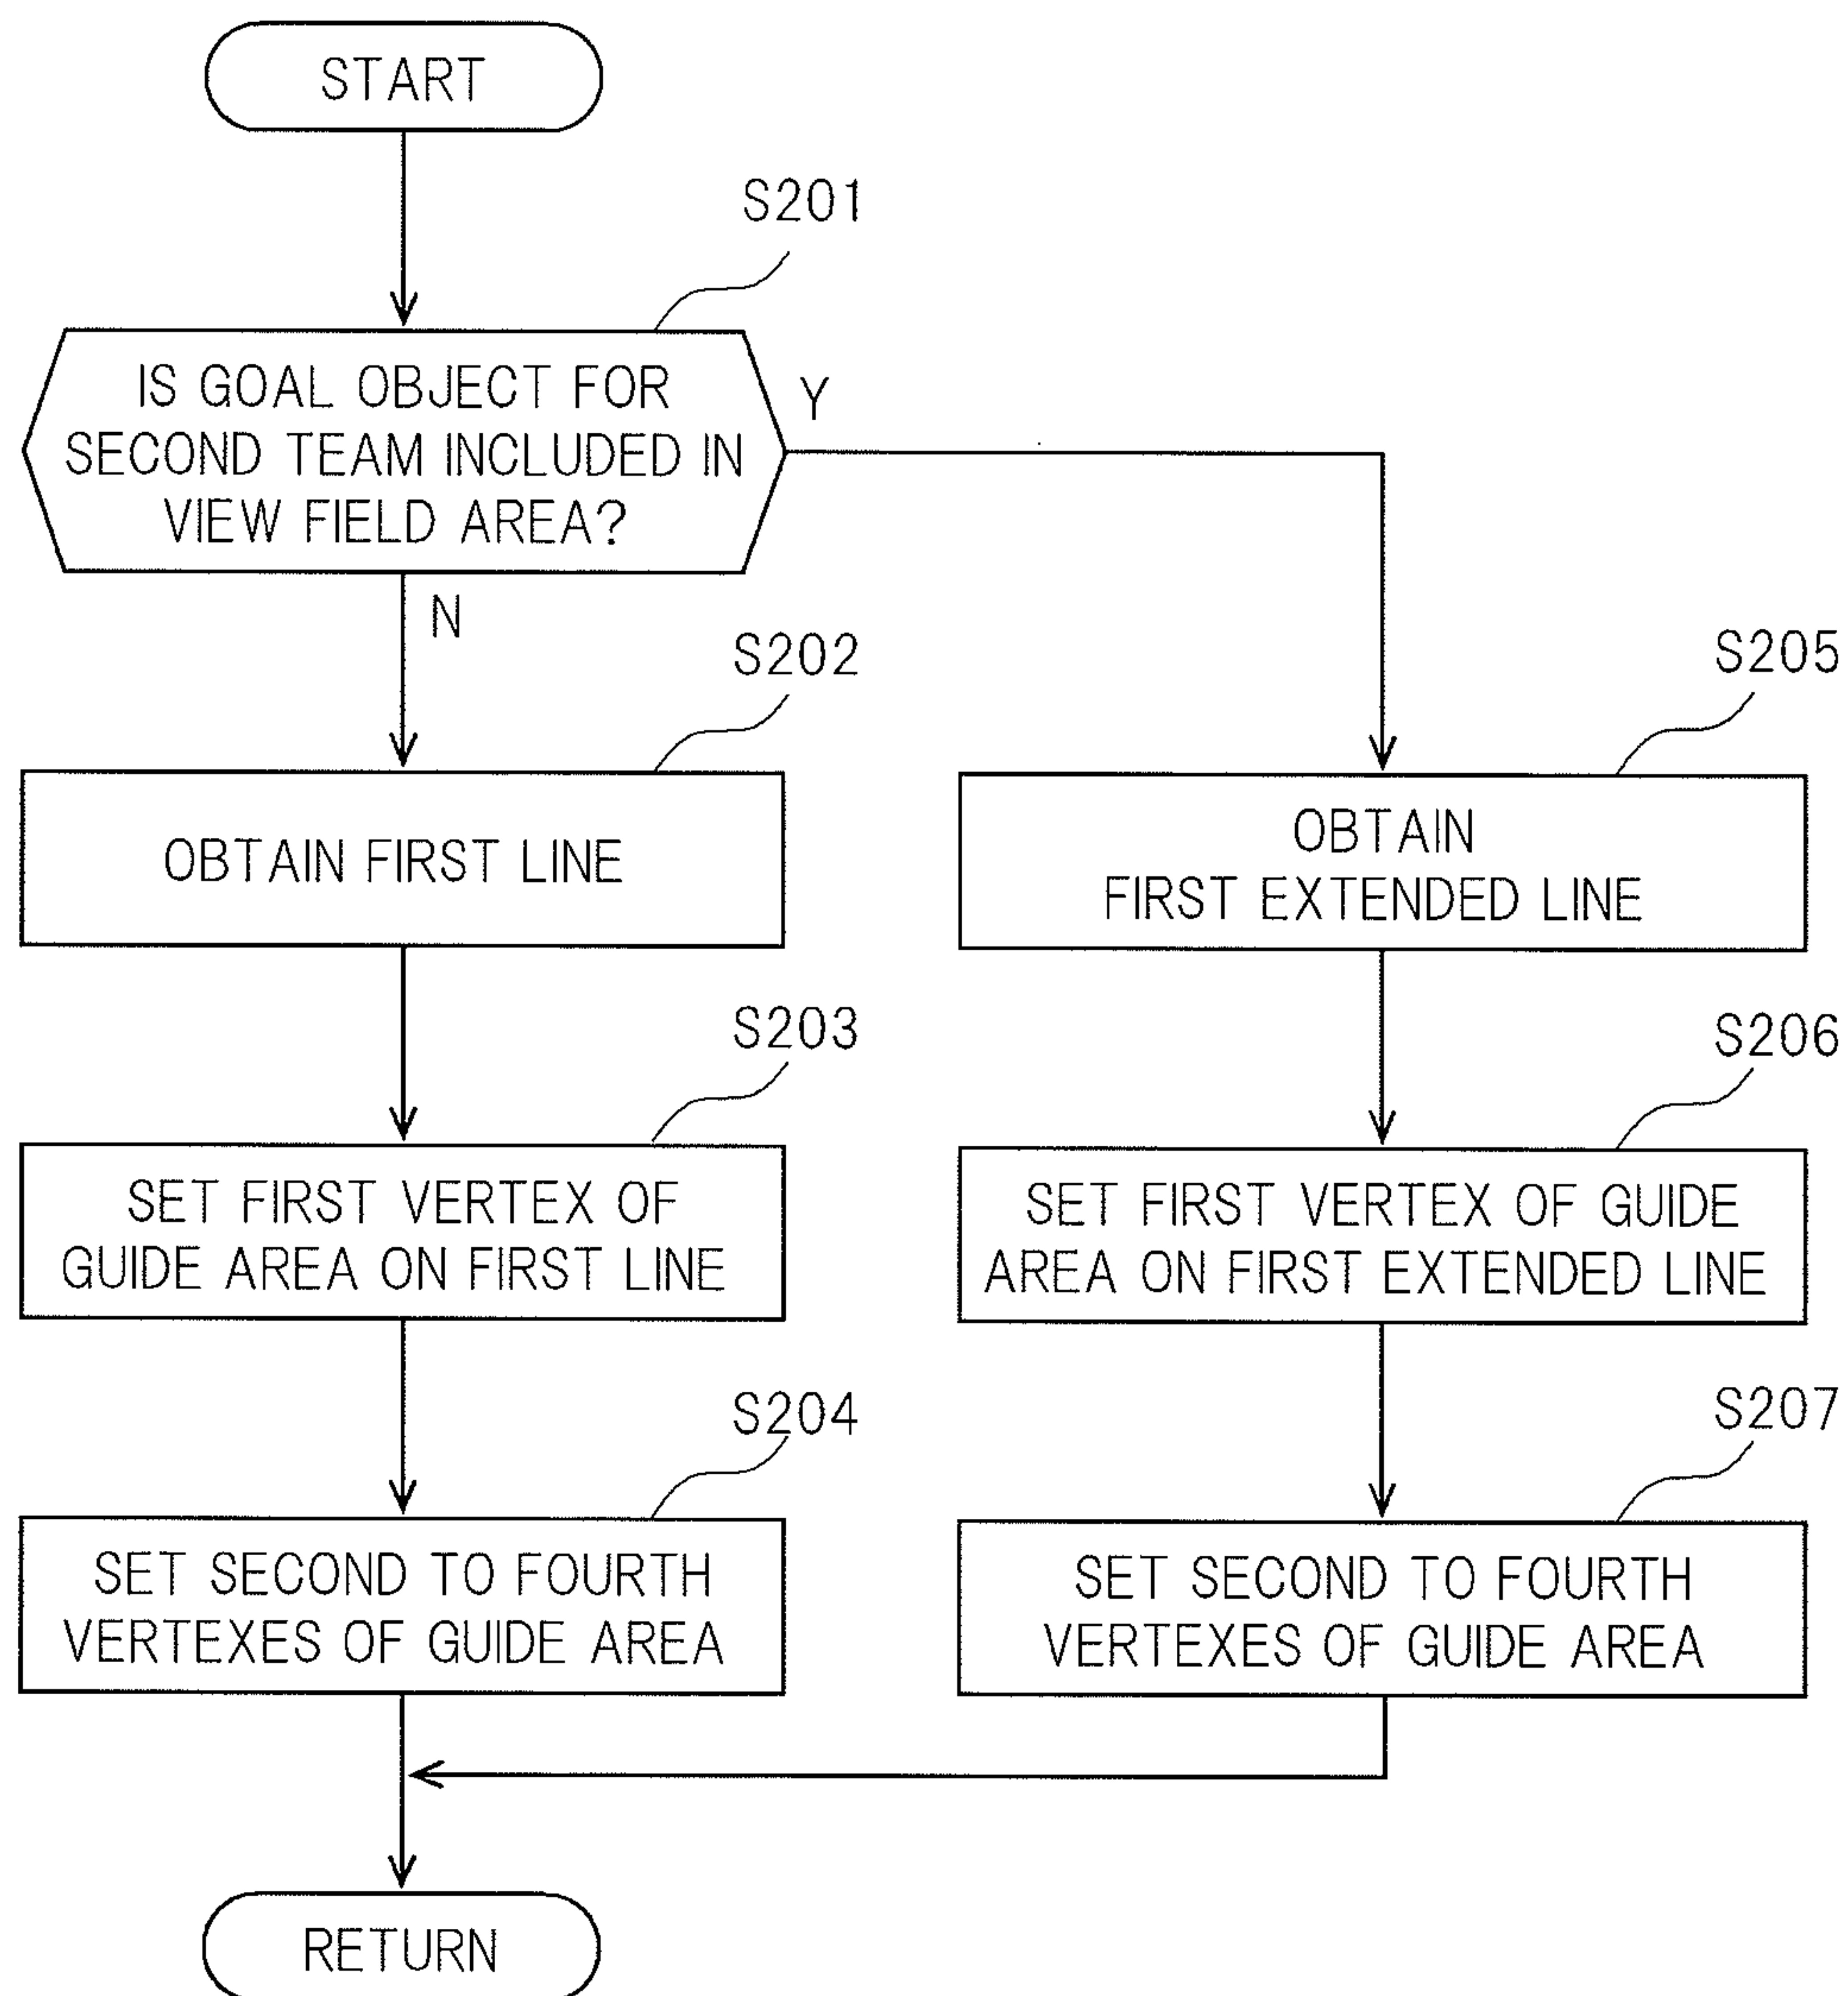 START
S201
IS GOAL OBJECT FOR
SECOND TEAM INCLUDED IN
VIEW FIELD AREA?
Y
N
S202
OBTAIN FIRST LINE
S203
SET FIRST VERTEX OF
GUIDE AREA ON FIRST LINE
S204
SET SECOND TO FOURTH
VERTEXES OF GUIDE AREA
S205
OBTAIN
FIRST EXTENDED LINE
S206
SET FIRST VERTEX OF GUIDE
AREA ON FIRST EXTENDED LINE
S207
SET SECOND TO FOURTH
VERTEXES OF GUIDE AREA
RETURN